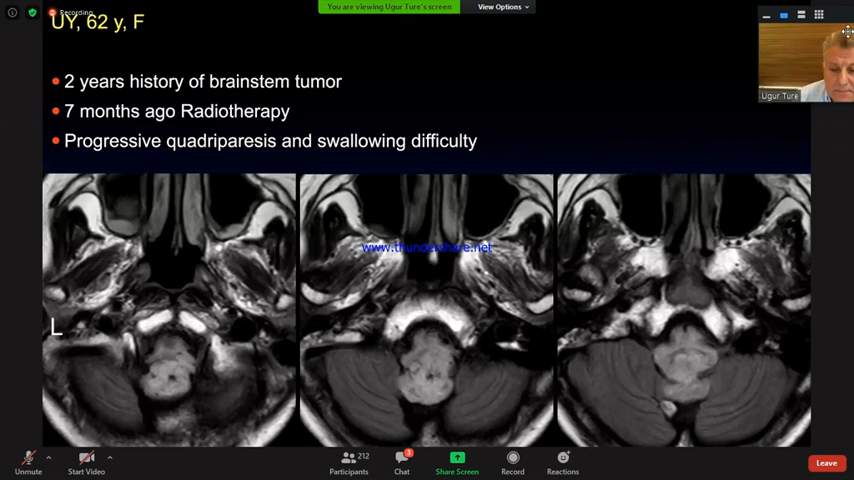 Recording
You are viewing Ugur Ture's screen
View Options
UY, 62 y, F
2 years history of brainstem tumor
7 months ago Radiotherapy
Progressive quadriparesis and swallowing difficulty
Ugur Ture
www.thundershare.net
L
212
3
Unmute
Start Video
Participants
Chat
Share Screen
Record
Reactions
Leave